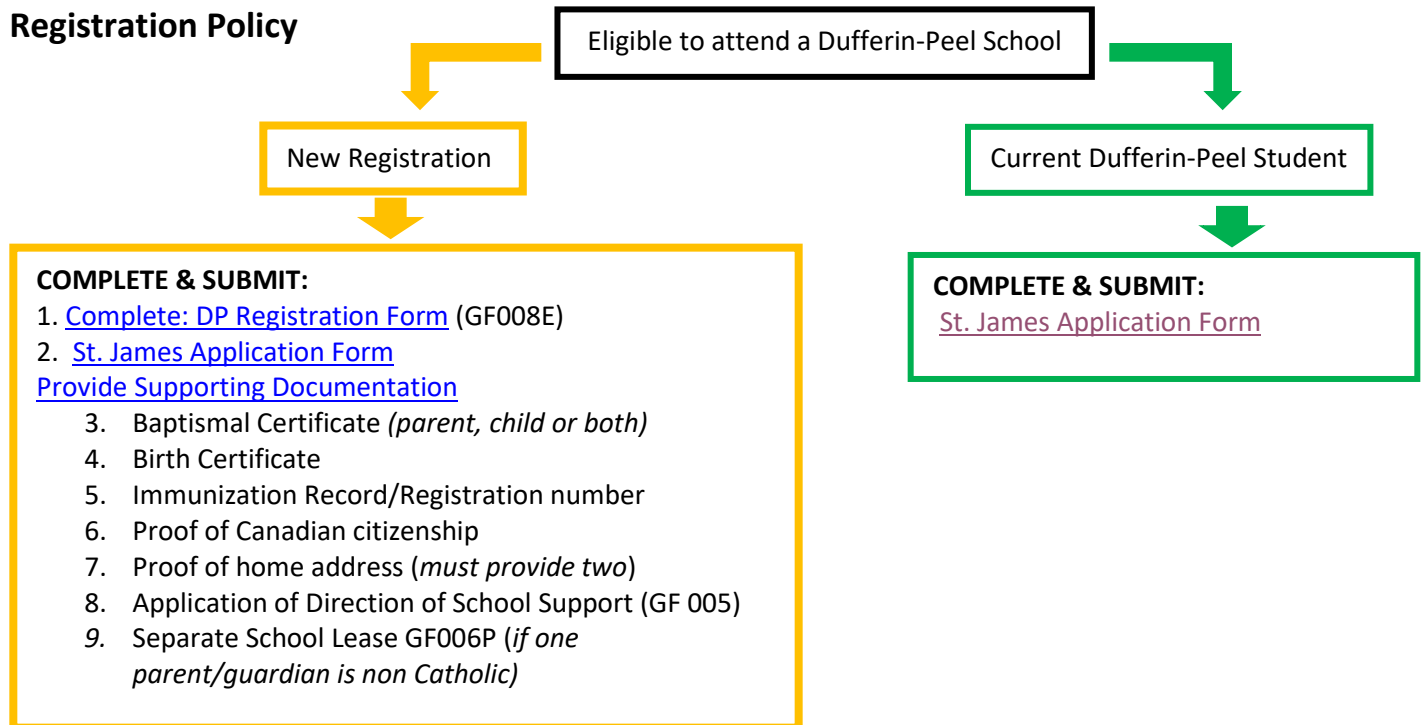 Registration Policy
Eligible to attend a Dufferin-Peel School
New Registration
Current Dufferin-Peel Student
COMPLETE & SUBMIT:
1. Complete: DP Registration Form (GF008E)
2. St. James Application Form
Provide Supporting Documentation
3. Baptismal Certificate (parent, child or both)
4. Birth Certificate
5. Immunization Record/Registration number
6. Proof of Canadian citizenship
7. Proof of home address (must provide two)
8. Application of Direction of School Support (GF 005)
9. Separate School Lease GF006P (if one
parent/guardian is non Catholic)
COMPLETE & SUBMIT:
St. James Application Form